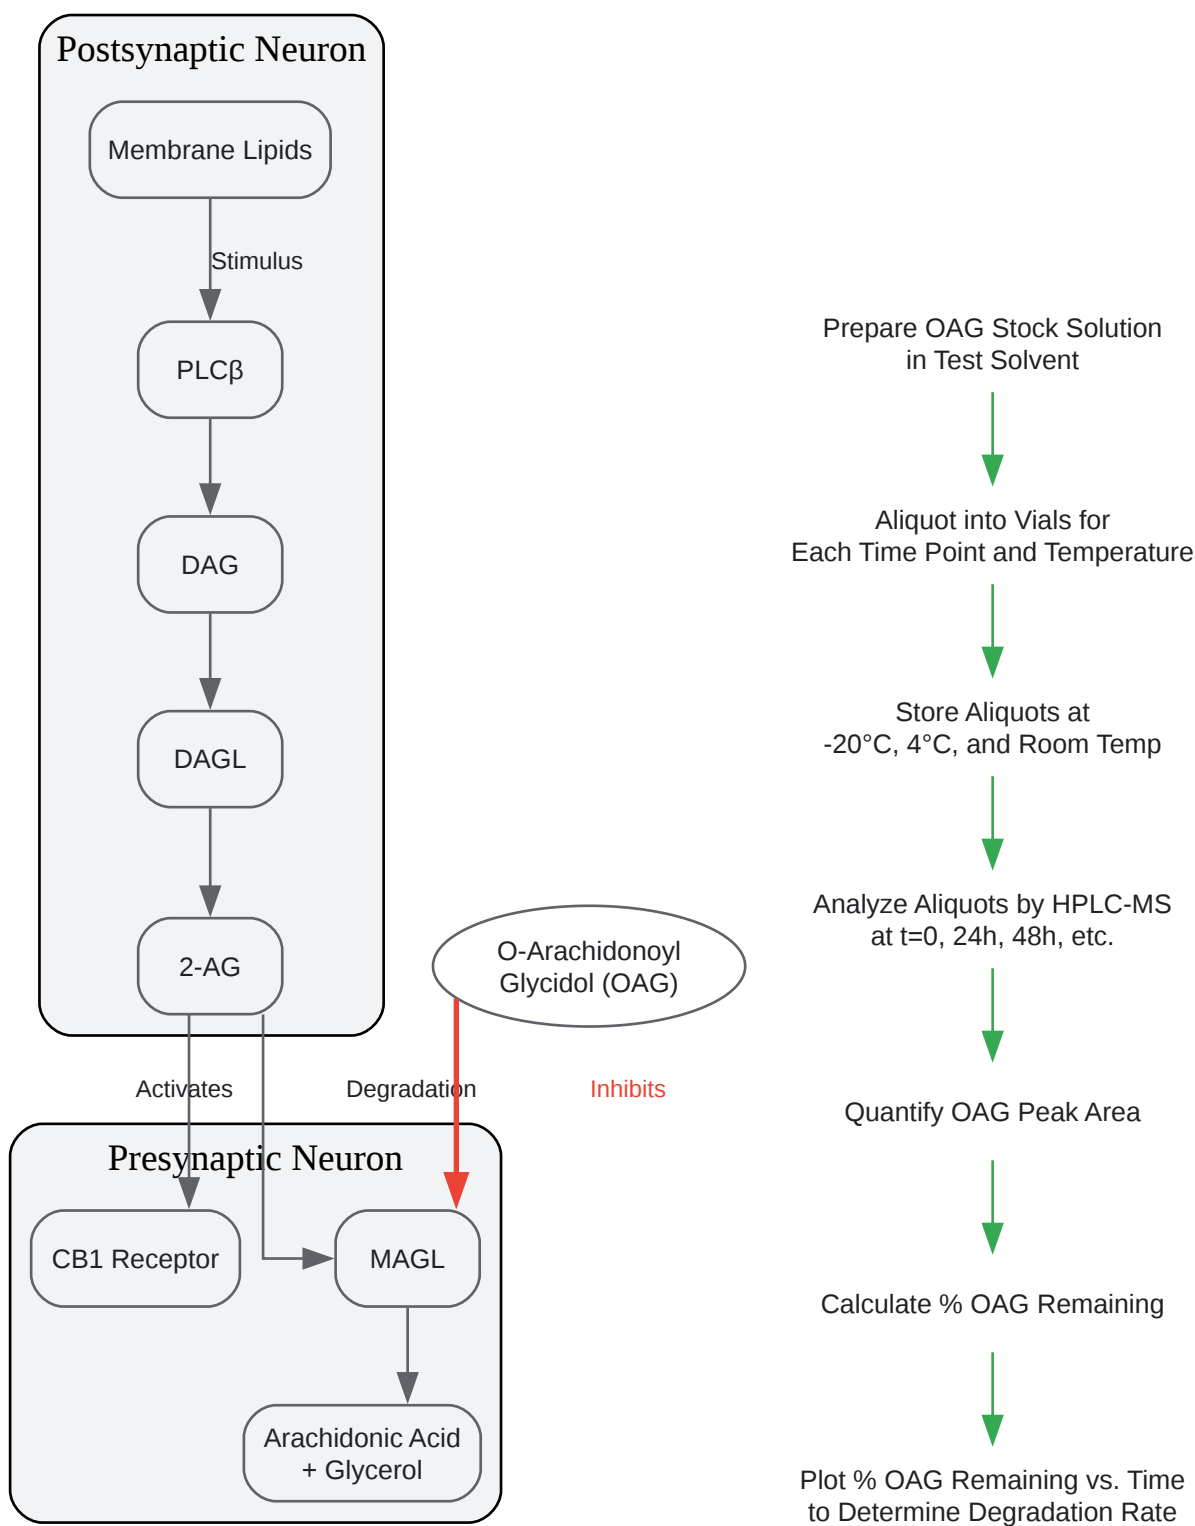 Postsynaptic Neuron
Membrane Lipids
Stimulus
PLCβ
DAG
DAGL
2-AG
O-Arachidonoyl
Glycidol (OAG)
Activates
Degradation
Inhibits
Presynaptic Neuron
CB1 Receptor
MAGL
Arachidonic Acid
+ Glycerol
Prepare OAG Stock Solution
in Test Solvent
Aliquot into Vials for
Each Time Point and Temperature
Store Aliquots at
-20°C, 4°C, and Room Temp
Analyze Aliquots by HPLC-MS
at t=0, 24h, 48h, etc.
Quantify OAG Peak Area
Calculate % OAG Remaining
Plot % OAG Remaining vs. Time
to Determine Degradation Rate